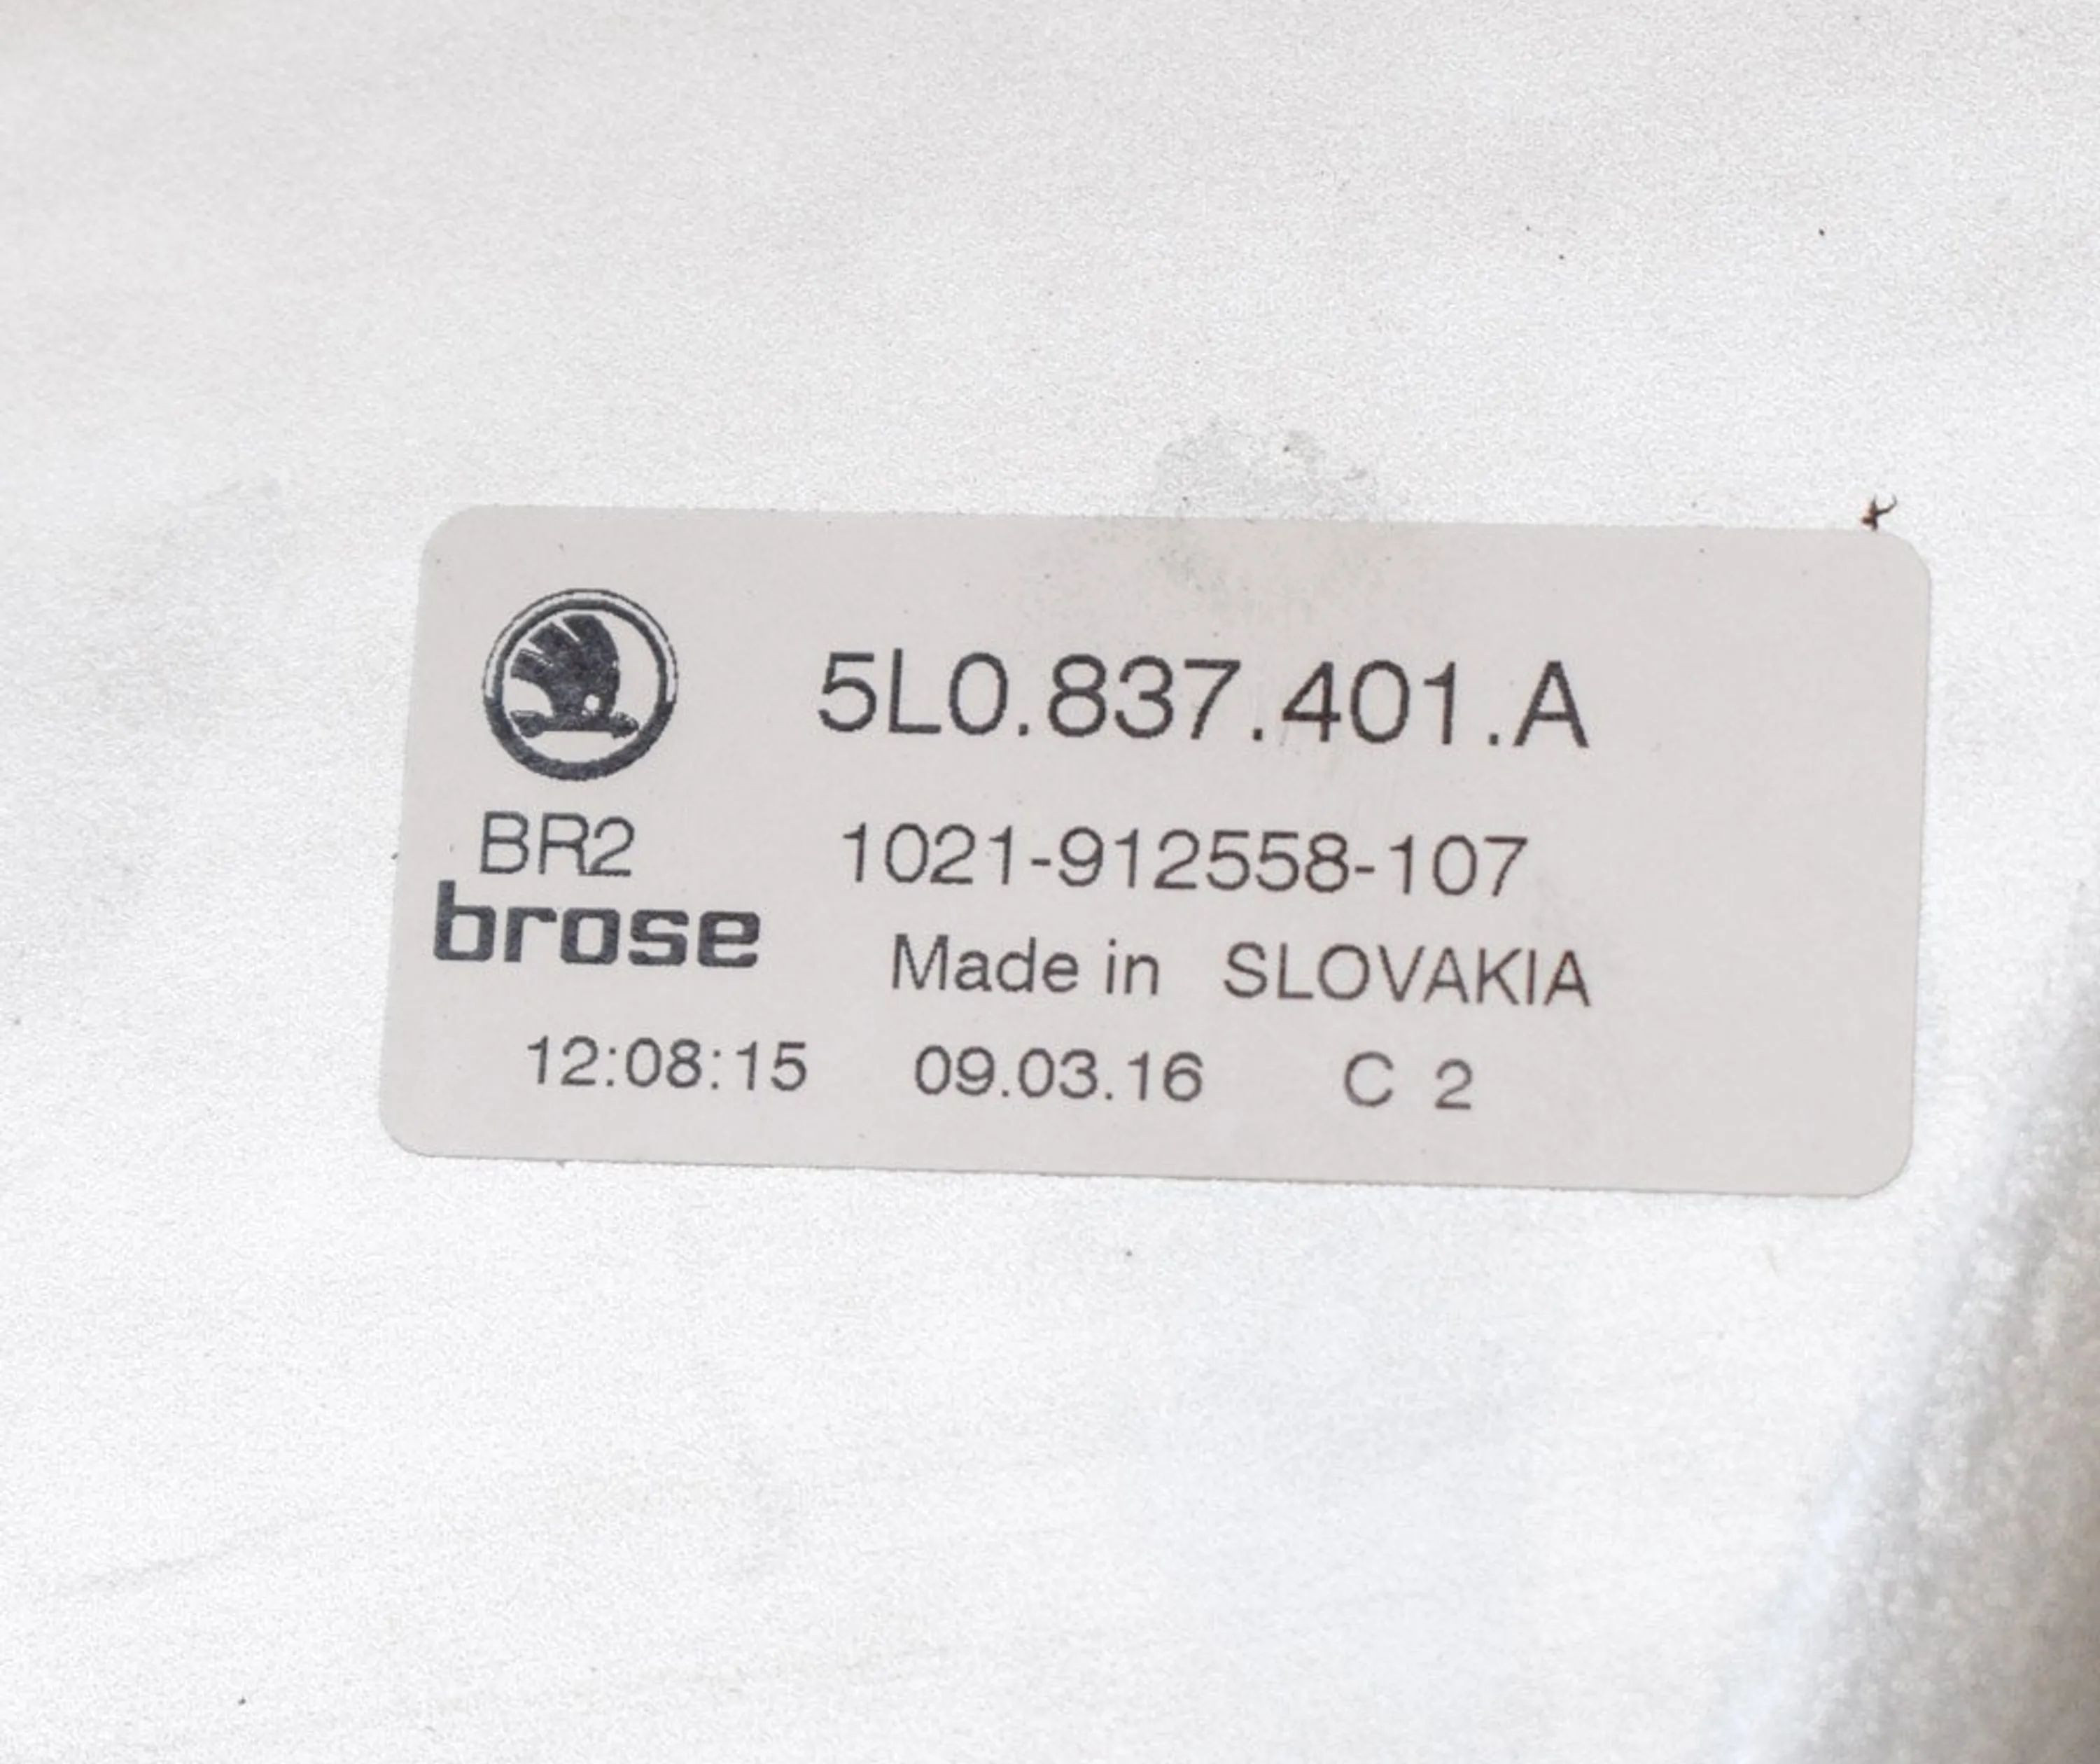 5L0.837.401.A
BR2 1021-912558-107
brose Made in SLOVAKIA
12:08:15 09.03.16 C 2